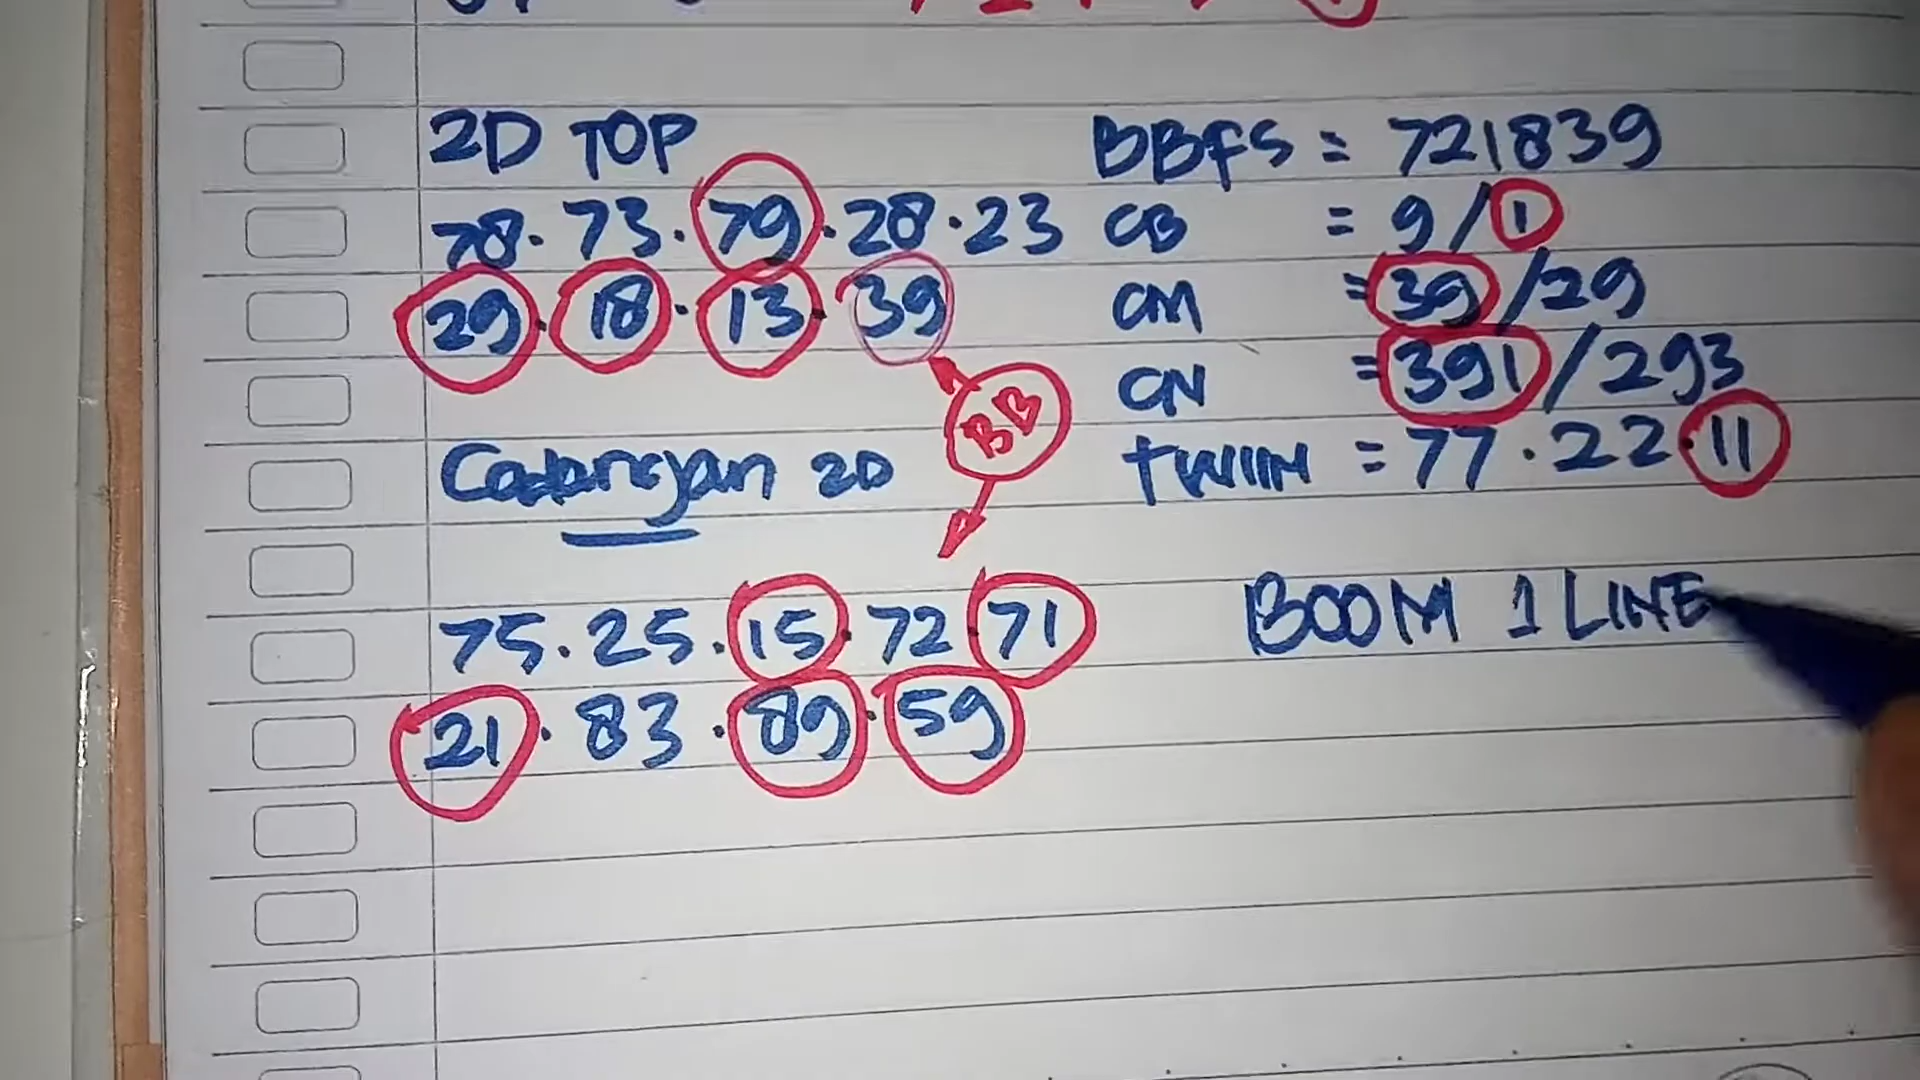 2D TOP
78. 73. 79. 28. 23
29. 18. 13. 39
BB
Cadangan 2D
75. 25. 15. 72. 71
21. 83. 89. 59
BBFS = 721839
CB = 9/1
CM = 39/29
CN = 391/293
TWIIN = 77.22.11
BOOM 1 LINE